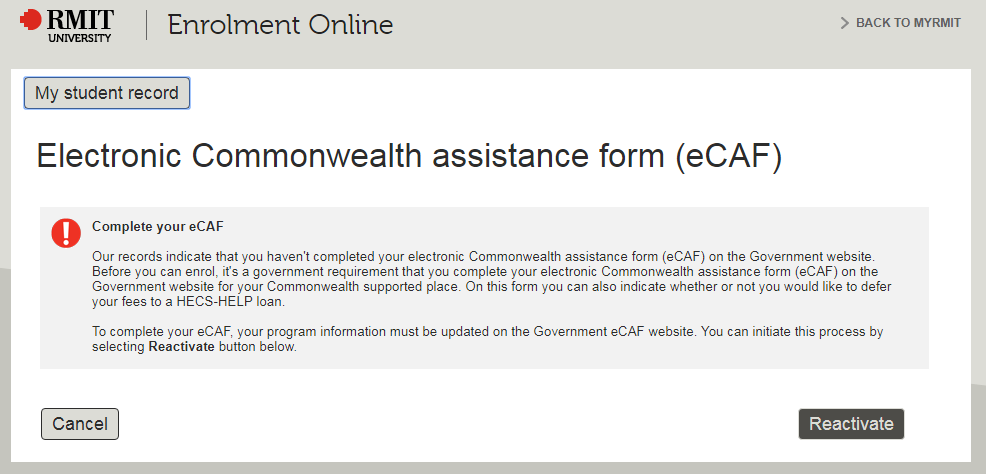 RMIT
UNIVERSITY
Enrolment Online
BACK TO MYRMIT
My student record
Electronic Commonwealth assistance form (eCAF)
Complete your eCAF
Our records indicate that you haven't completed your electronic Commonwealth assistance form (eCAF) on the Government website.
Before you can enrol, it's a government requirement that you complete your electronic Commonwealth assistance form (eCAF) on the
Government website for your Commonwealth supported place. On this form you can also indicate whether or not you would like to defer
your fees to a HECS-HELP loan.
To complete your eCAF, your program information must be updated on the Government eCAF website. You can initiate this process by
selecting Reactivate button below.
Cancel
Reactivate